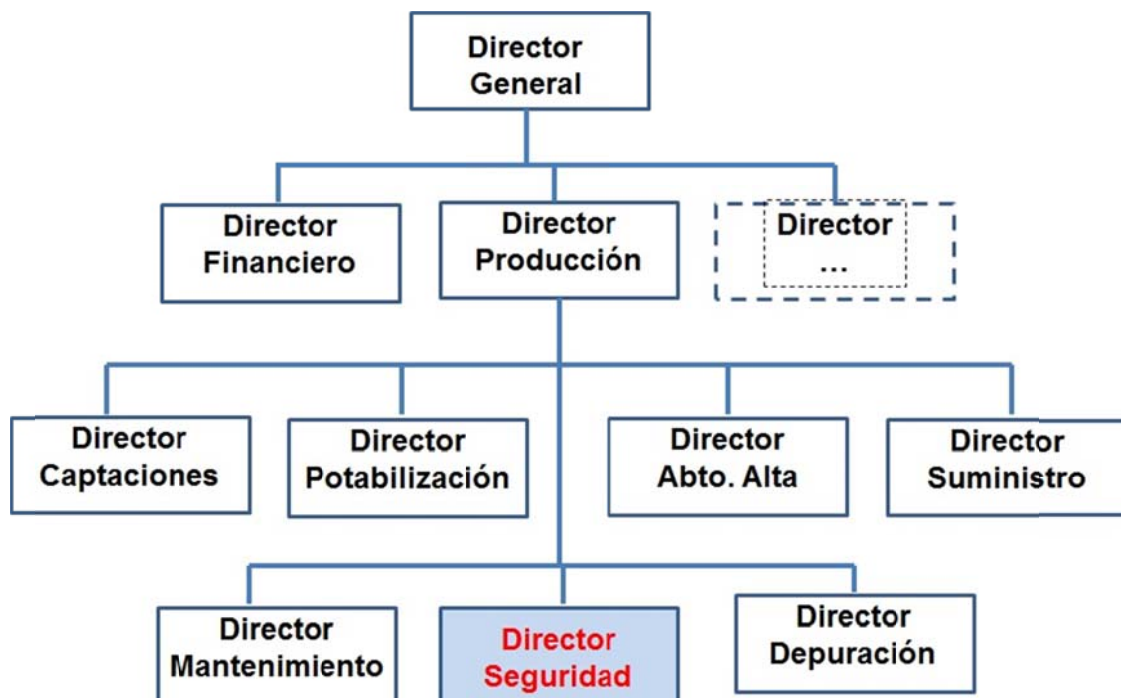 Director
General
Director
Financiero
Director
Producción
Director
...
Director
Captaciones
Director
Potabilización
Director
Abto. Alta
Director
Suministro
Director
Mantenimiento
Director
Seguridad
Director
Depuración